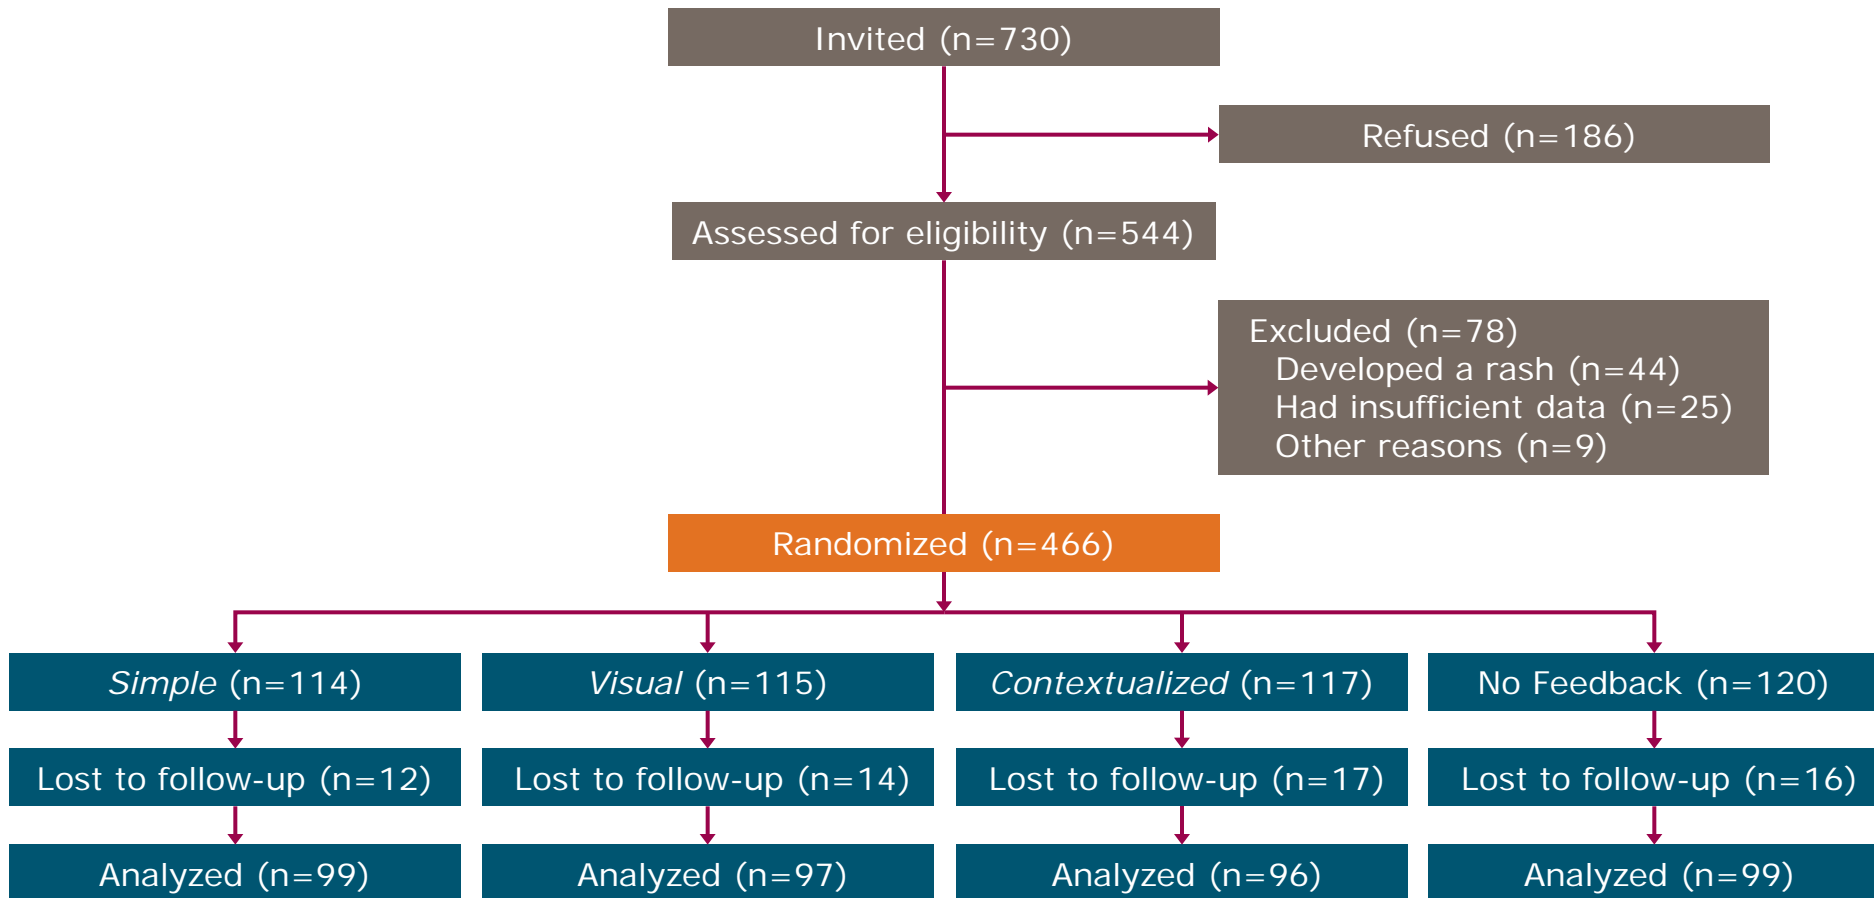 Invited (n=730)
Refused (n=186)
Assessed for eligibility (n=544)
Excluded (n=78)
Developed a rash (n=44)
Had insufficient data (n=25)
Other reasons (n=9)
Randomized (n=466)
Simple (n=114)
Visual (n=115)
Contextualized (n=117)
No Feedback (n=120)
Lost to follow-up (n=12)
Lost to follow-up (n=14)
Lost to follow-up (n=17)
Lost to follow-up (n=16)
Analyzed (n=99)
Analyzed (n=97)
Analyzed (n=96)
Analyzed (n=99)